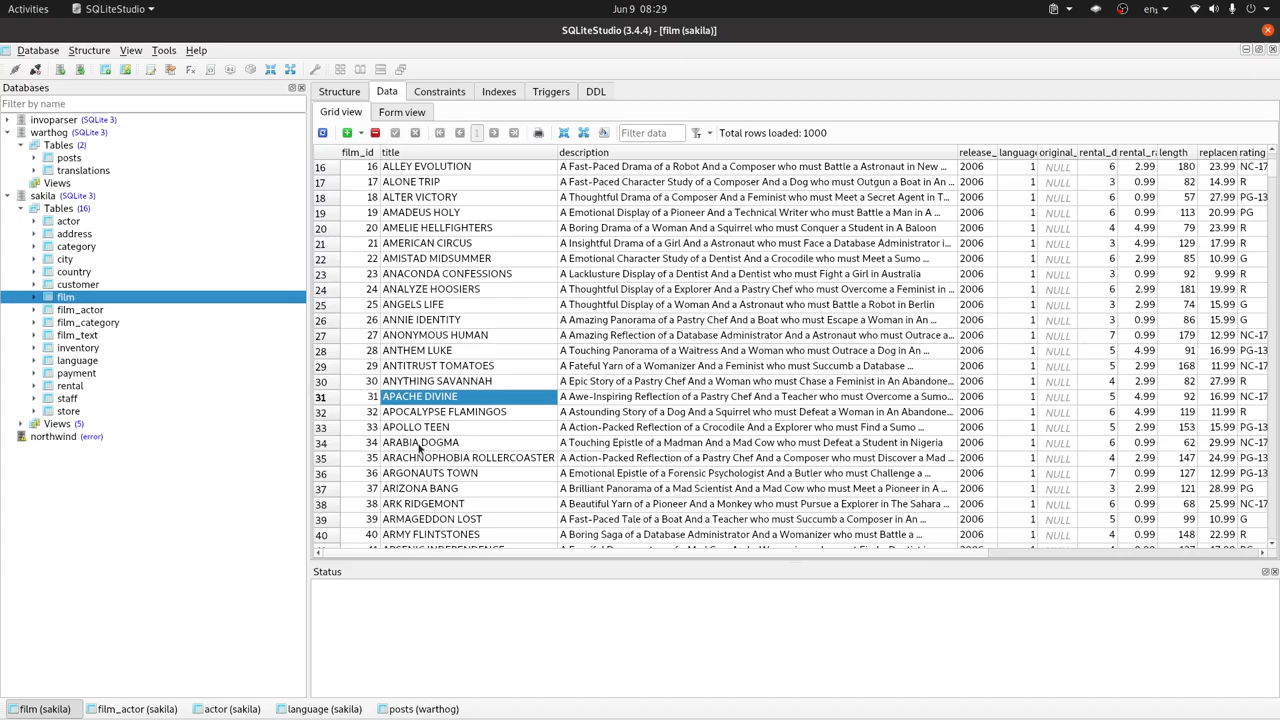 Activities SQLiteStudio Jun 9 08:29 en₁
SQLiteStudio (3.4.4) - [film (sakila)]
Database Structure View Tools Help
Databases
Filter by name
invoparser (SQLite 3)
warthog (SQLite 3)
Tables (2)
posts
translations
Views
sakila (SQLite 3)
Tables (16)
actor
address
category
city
country
customer
film
film_actor
film_category
film_text
inventory
language
payment
rental
staff
store
Views (5)
northwind (error)
Structure Data Constraints Indexes Triggers DDL
Grid view Form view
1 Filter data Total rows loaded: 1000
film_id title description release_ language original_ rental_d rental_ra length replacen rating
16 16 ALLEY EVOLUTION A Fast-Paced Drama of a Robot And a Composer who must Battle a Astronaut in New ... 2006 1 NULL 6 2.99 180 23.99 NC-17
17 17 ALONE TRIP A Fast-Paced Character Study of a Composer And a Dog who must Outgun a Boat in An ... 2006 1 NULL 3 0.99 82 14.99 R
18 18 ALTER VICTORY A Thoughtful Drama of a Composer And a Feminist who must Meet a Secret Agent in T... 2006 1 NULL 6 0.99 57 27.99 PG-13
19 19 AMADEUS HOLY A Emotional Display of a Pioneer And a Technical Writer who must Battle a Man in A ... 2006 1 NULL 6 0.99 113 20.99 PG
20 20 AMELIE HELLFIGHTERS A Boring Drama of a Woman And a Squirrel who must Conquer a Student in A Baloon 2006 1 NULL 4 4.99 79 23.99 R
21 21 AMERICAN CIRCUS A Insightful Drama of a Girl And a Astronaut who must Face a Database Administrator i... 2006 1 NULL 3 4.99 129 17.99 R
22 22 AMISTAD MIDSUMMER A Emotional Character Study of a Dentist And a Crocodile who must Meet a Sumo ... 2006 1 NULL 6 2.99 85 10.99 G
23 23 ANACONDA CONFESSIONS A Lacklusture Display of a Dentist And a Dentist who must Fight a Girl in Australia 2006 1 NULL 3 0.99 92 9.99 R
24 24 ANALYZE HOOSIERS A Thoughtful Display of a Explorer And a Pastry Chef who must Overcome a Feminist in ... 2006 1 NULL 6 2.99 181 19.99 R
25 25 ANGELS LIFE A Thoughtful Display of a Woman And a Astronaut who must Battle a Robot in Berlin 2006 1 NULL 3 2.99 74 15.99 G
26 26 ANNIE IDENTITY A Amazing Panorama of a Pastry Chef And a Boat who must Escape a Woman in An ... 2006 1 NULL 3 0.99 86 15.99 G
27 27 ANONYMOUS HUMAN A Amazing Reflection of a Database Administrator And a Astronaut who must Outrace a... 2006 1 NULL 7 0.99 179 12.99 NC-17
28 28 ANTHEM LUKE A Touching Panorama of a Waitress And a Woman who must Outrace a Dog in An ... 2006 1 NULL 5 4.99 91 16.99 PG-13
29 29 ANTITRUST TOMATOES A Fateful Yarn of a Womanizer And a Feminist who must Succumb a Database ... 2006 1 NULL 5 2.99 168 11.99 NC-17
30 30 ANYTHING SAVANNAH A Epic Story of a Pastry Chef And a Woman who must Chase a Feminist in An Abandone... 2006 1 NULL 4 2.99 82 27.99 R
31 31 APACHE DIVINE A Awe-Inspiring Reflection of a Pastry Chef And a Teacher who must Overcome a Sumo... 2006 1 NULL 5 4.99 92 16.99 NC-17
32 32 APOCALYPSE FLAMINGOS A Astounding Story of a Dog And a Squirrel who must Defeat a Woman in An Abandone... 2006 1 NULL 6 4.99 119 11.99 R
33 33 APOLLO TEEN A Action-Packed Reflection of a Crocodile And a Explorer who must Find a Sumo ... 2006 1 NULL 5 2.99 153 15.99 PG-13
34 34 ARABIA DOGMA A Touching Epistle of a Madman And a Mad Cow who must Defeat a Student in Nigeria 2006 1 NULL 6 0.99 62 29.99 NC-17
35 35 ARACHNOPHOBIA ROLLERCOASTER A Action-Packed Reflection of a Pastry Chef And a Composer who must Discover a Mad ... 2006 1 NULL 4 2.99 147 24.99 PG-13
36 36 ARGONAUTS TOWN A Emotional Epistle of a Forensic Psychologist And a Butler who must Challenge a ... 2006 1 NULL 7 0.99 127 12.99 PG-13
37 37 ARIZONA BANG A Brilliant Panorama of a Mad Scientist And a Mad Cow who must Meet a Pioneer in A ... 2006 1 NULL 3 2.99 121 28.99 PG
38 38 ARK RIDGEMONT A Beautiful Yarn of a Pioneer And a Monkey who must Pursue a Explorer in The Sahara ... 2006 1 NULL 6 0.99 68 25.99 NC-17
39 39 ARMAGEDDON LOST A Fast-Paced Tale of a Boat And a Teacher who must Succumb a Composer in An ... 2006 1 NULL 5 0.99 99 10.99 G
40 40 ARMY FLINTSTONES A Boring Saga of a Database Administrator And a Womanizer who must Battle a ... 2006 1 NULL 4 0.99 148 22.99 R
Status
film (sakila) film_actor (sakila) actor (sakila) language (sakila) posts (warthog)